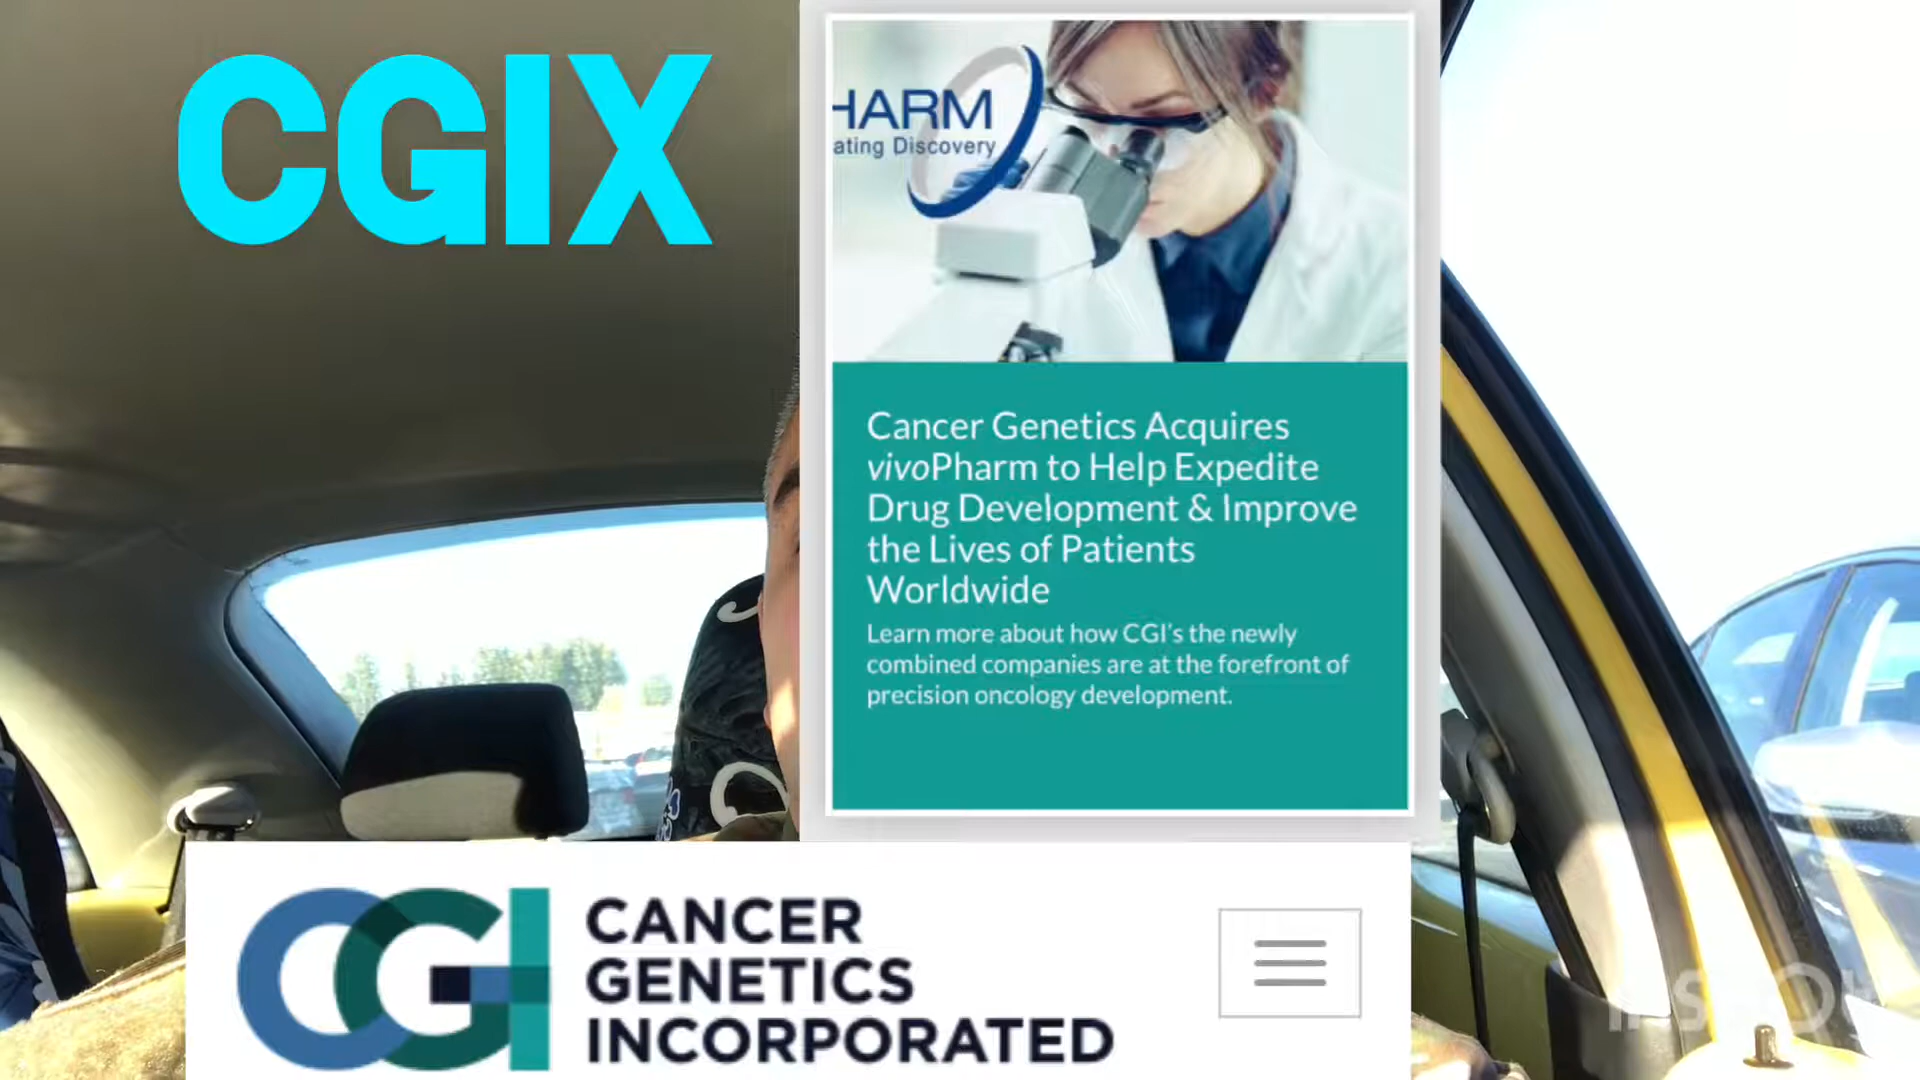 CGIX
HARM
ating Discovery
Cancer Genetics Acquires
vivoPharm to Help Expedite
Drug Development & Improve
the Lives of Patients
Worldwide
Learn more about how CGI's the newly
combined companies are at the forefront of
precision oncology development.
CGI
CANCER
GENETICS
INCORPORATED